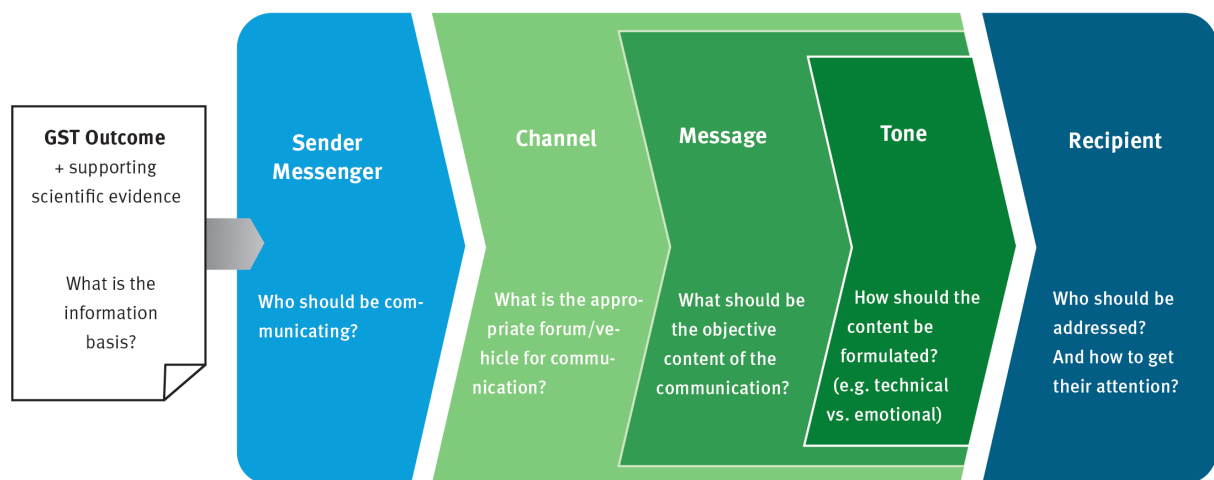 GST Outcome
+ supporting
scientific evidence
What is the
information
basis?
Sender
Messenger
Who should be com-
municating?
Channel
What is the appro-
priate forum/ve-
hicle for commu-
nication?
Message
What should be
the objective
content of the
communication?
Tone
How should the
content be
formulated?
(e.g. technical
vs. emotional)
Recipient
Who should be
addressed?
And how to get
their attention?